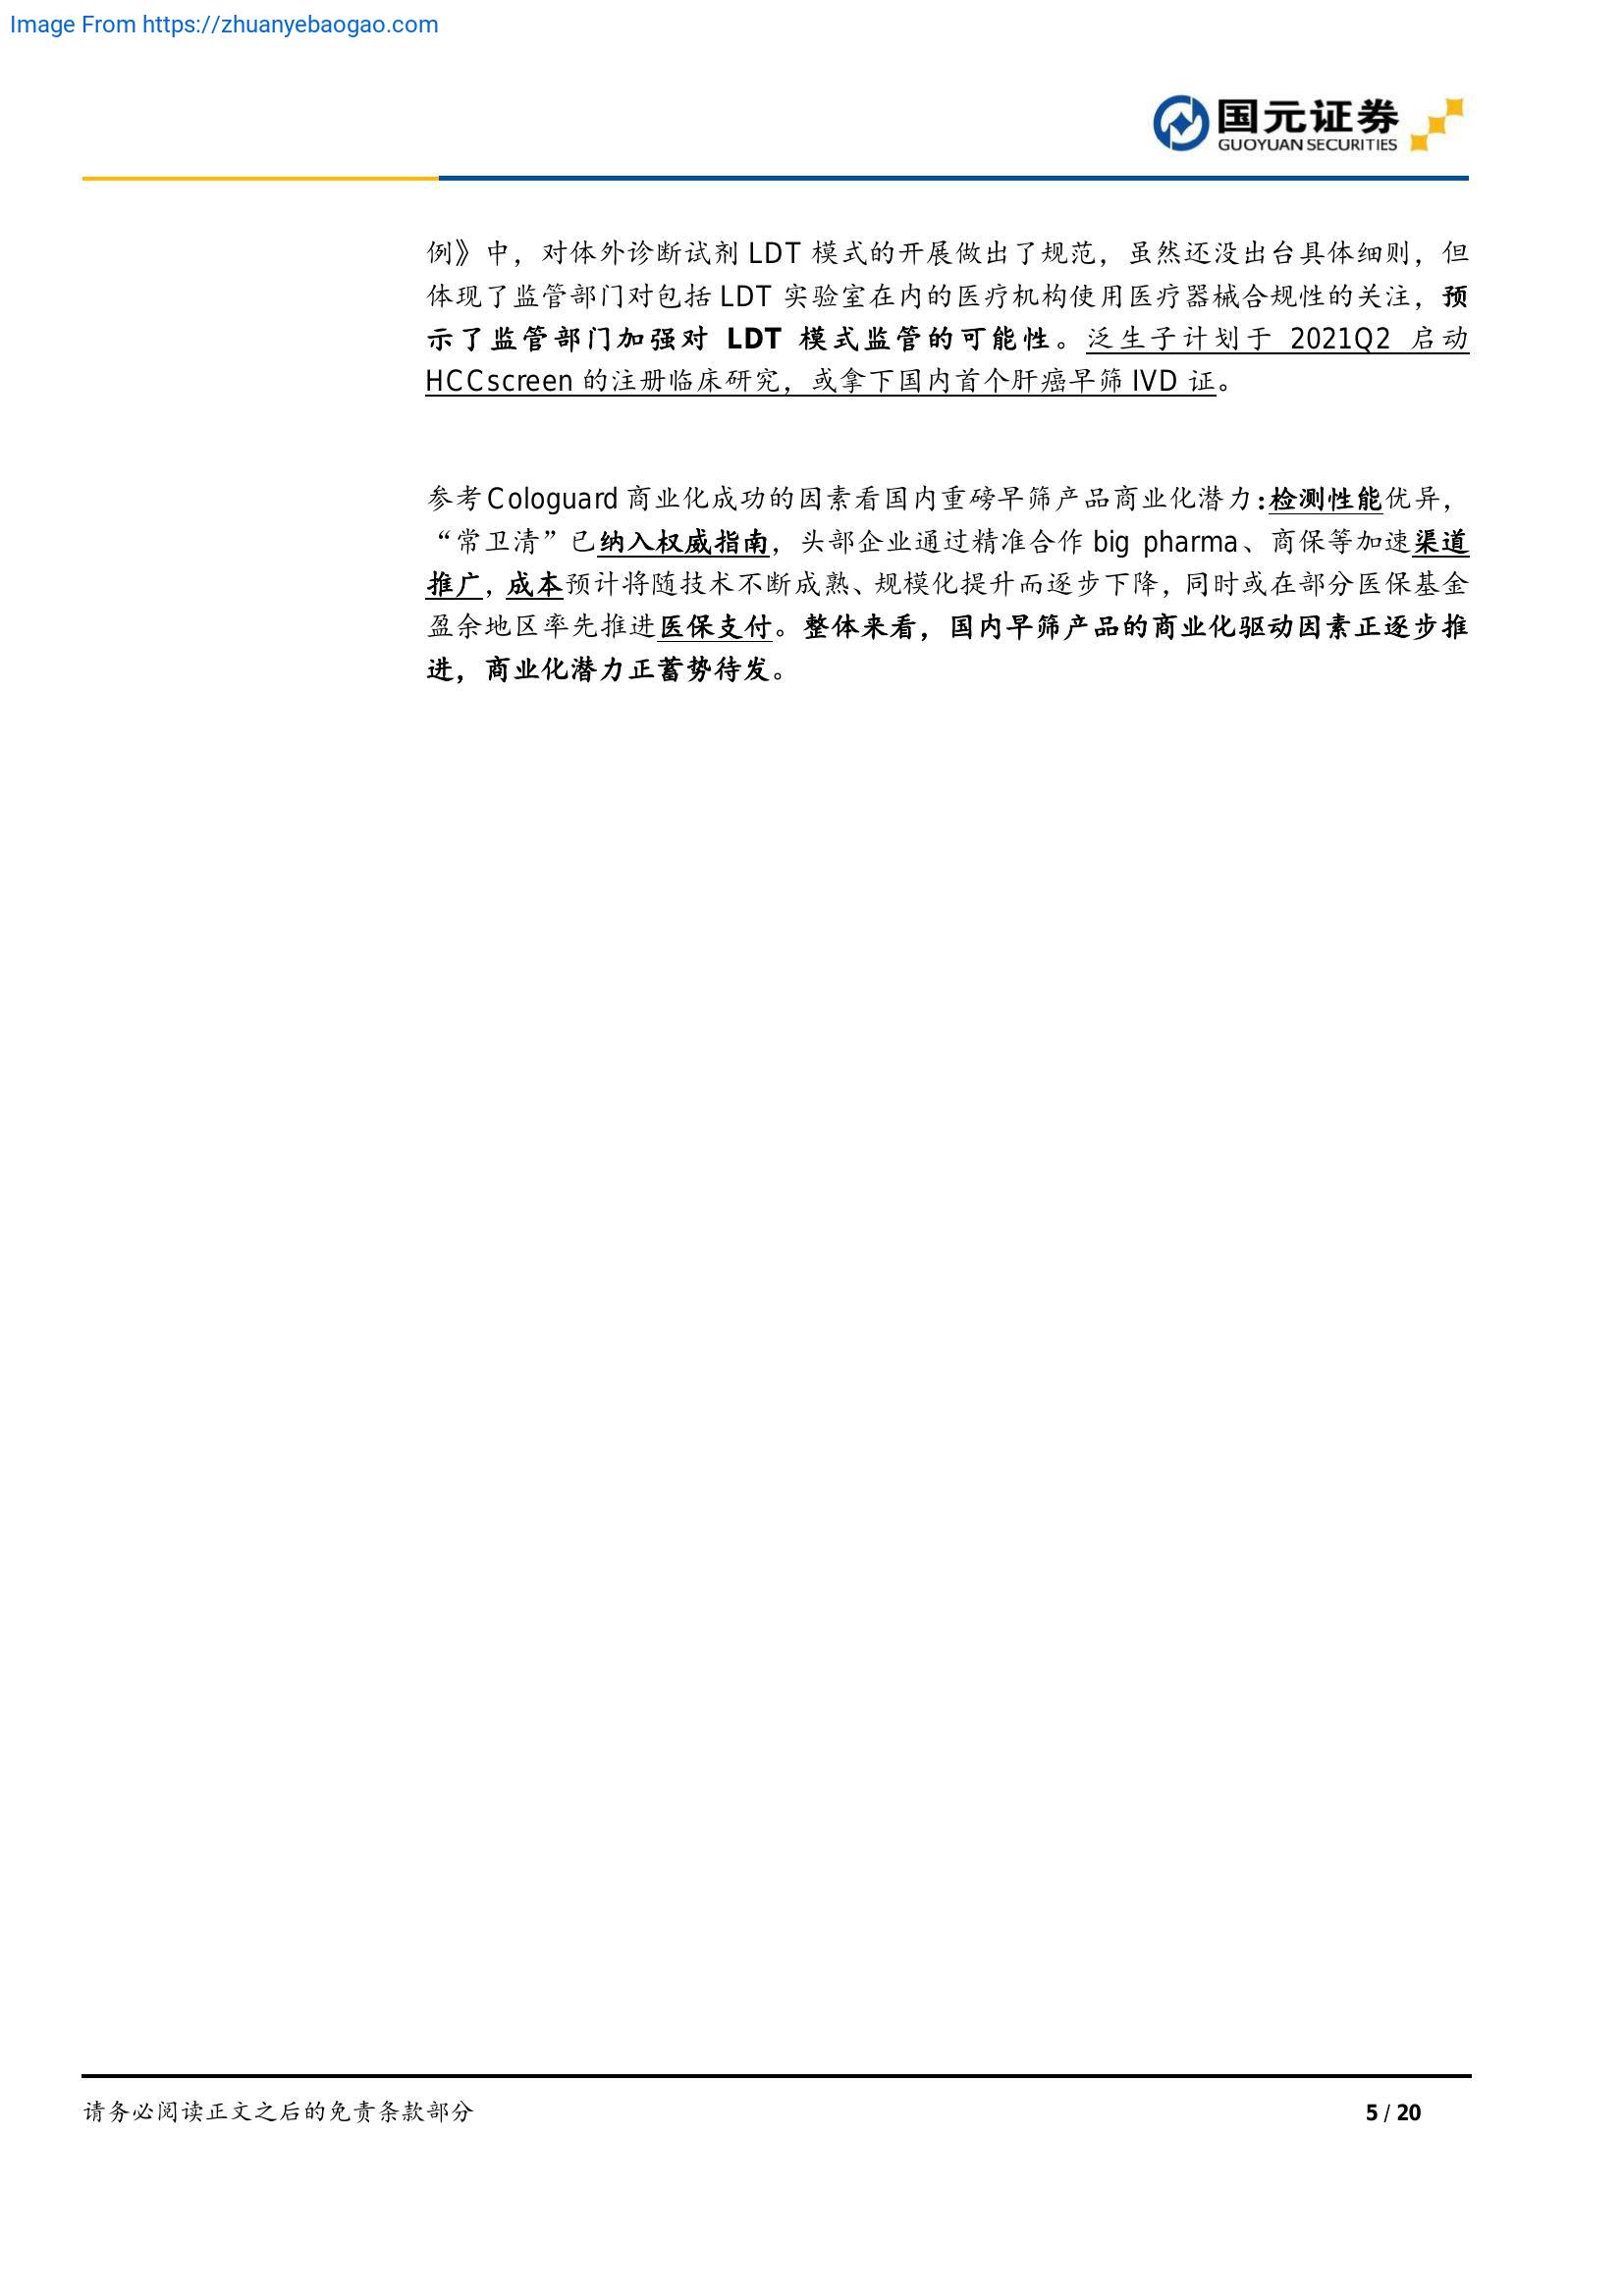 Image From https://zhuanyebaogao.com
国元证券
GUOYUAN SECURITIES
例》中，对体外诊断试剂 LDT 模式的开展做出了规范，虽然还没出台具体细则，但
体现了监管部门对包括 LDT 实验室在内的医疗机构使用医疗器械合规性的关注，预
示了监管部门加强对 LDT 模式监管的可能性。泛生子计划于 2021Q2 启动
HCCscreen 的注册临床研究，或拿下国内首个肝癌早筛 IVD 证。
参考 Cologuard 商业化成功的因素看国内重磅早筛产品商业化潜力：检测性能优异，
“常卫清”已纳入权威指南，头部企业通过精准合作 big pharma、商保等加速渠道
推广，成本预计将随技术不断成熟、规模化提升而逐步下降，同时或在部分医保基金
盈余地区率先推进医保支付。整体来看，国内早筛产品的商业化驱动因素正逐步推
进，商业化潜力正蓄势待发。
请务必阅读正文之后的免责条款部分
5 / 20